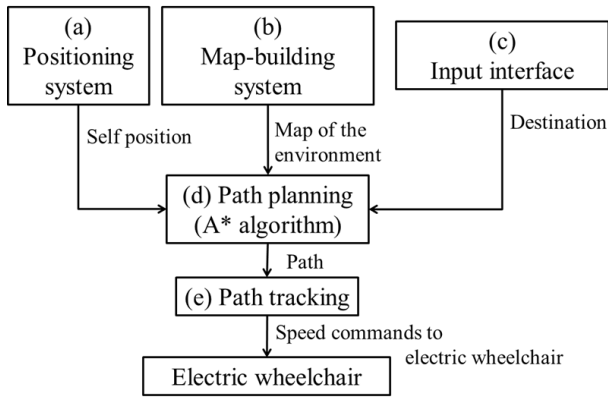 (a)
Positioning
system
(b)
Map-building
system
(c)
Input interface
Self position
Map of the
environment
Destination
(d) Path planning
(A* algorithm)
Path
(e) Path tracking
Speed commands to
electric wheelchair
Electric wheelchair